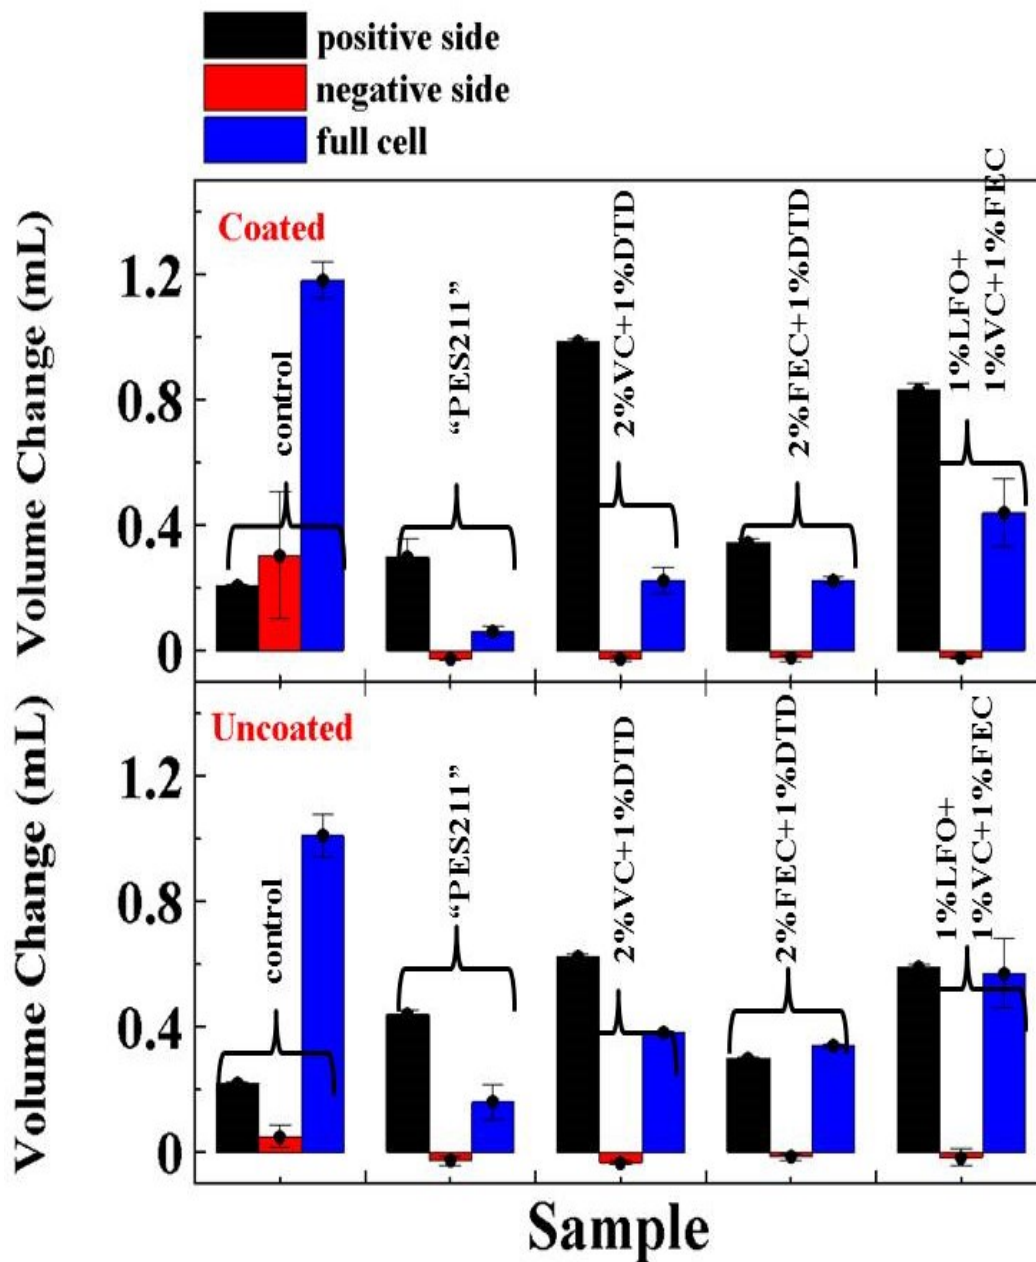 positive side
negative side
full cell
Volume Change (mL)
1.2
0.8
0.4
0
Coated
control
“PES211”
2%VC+1%DTD
2%FEC+1%DTD
1%LFO+
1%VC+1%FEC
Volume Change (mL)
1.2
0.8
0.4
0
Uncoated
control
“PES211”
2%VC+1%DTD
2%FEC+1%DTD
1%LFO+
1%VC+1%FEC
Sample